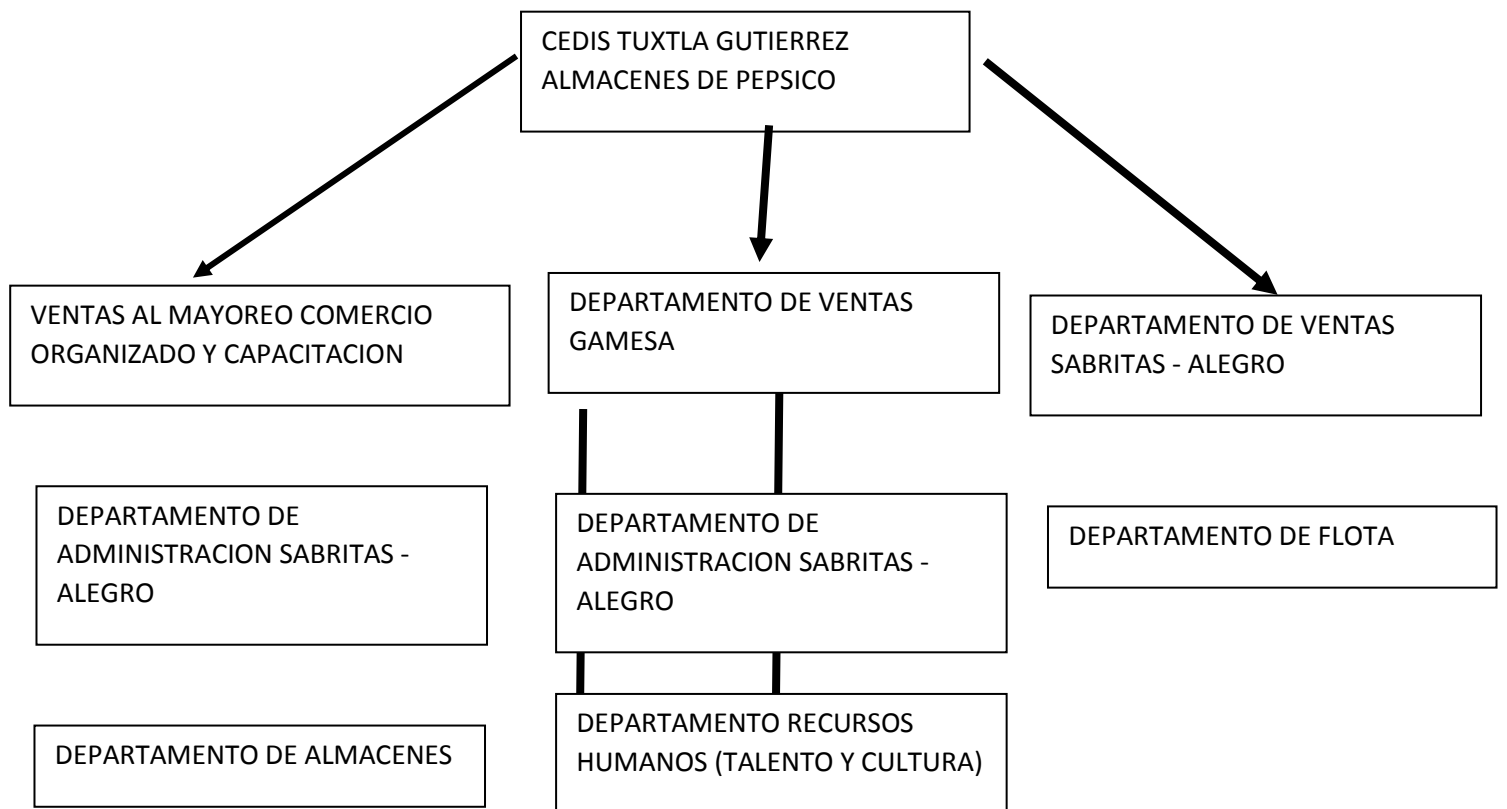 CEDIS TUXTLA GUTIERREZ
ALMACENES DE PEPSICO
VENTAS AL MAYOREO COMERCIO
ORGANIZADO Y CAPACITACION
DEPARTAMENTO DE VENTAS
GAMESA
DEPARTAMENTO DE VENTAS
SABRITAS - ALEGRO
DEPARTAMENTO DE
ADMINISTRACION SABRITAS -
ALEGRO
DEPARTAMENTO DE
ADMINISTRACION SABRITAS -
ALEGRO
DEPARTAMENTO DE FLOTA
DEPARTAMENTO DE ALMACENES
DEPARTAMENTO RECURSOS
HUMANOS (TALENTO Y CULTURA)